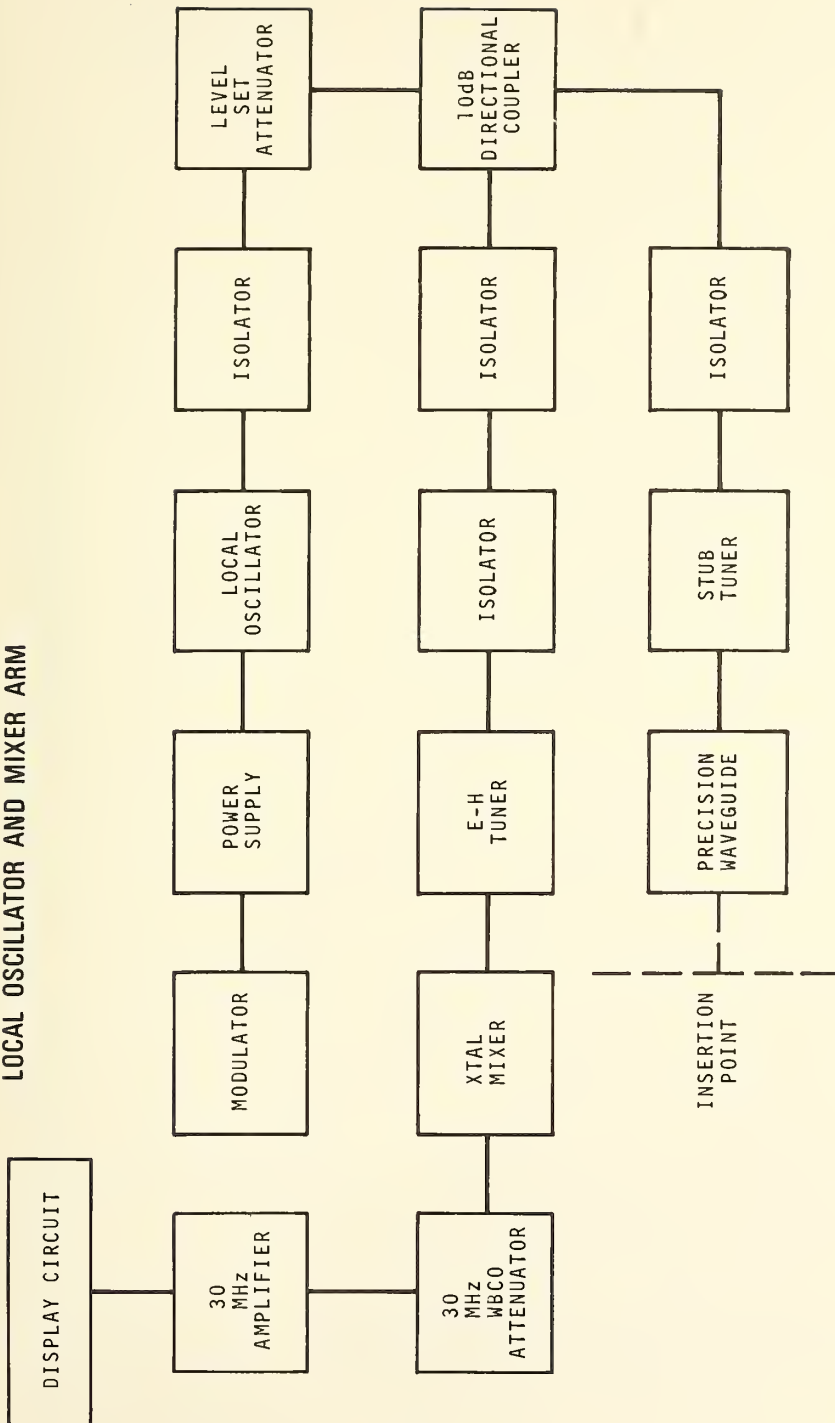 LOCAL OSCILLATOR AND MIXER ARM
DISPLAY CIRCUIT
30
MHz
AMPLIFIER
30
MHz
WBCO
ATTENUATOR
MODULATOR
POWER
SUPPLY
LOCAL
OSCILLATOR
ISOLATOR
LEVEL
SET
ATTENUATOR
XTAL
MIXER
E-H
TUNER
ISOLATOR
ISOLATOR
10dB
DIRECTIONAL
COUPLER
INSERTION
POINT
PRECISION
WAVEGUIDE
STUB
TUNER
ISOLATOR